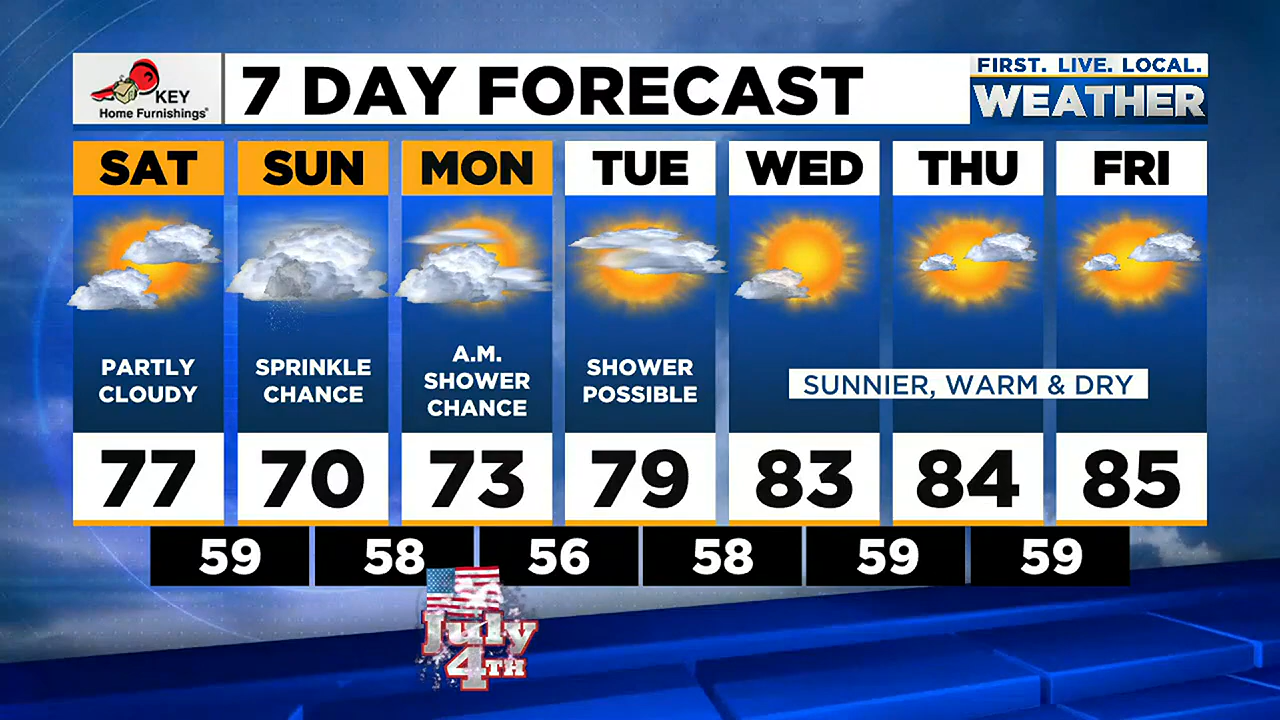 KEY
Home Furnishings®
7 DAY FORECAST
FIRST. LIVE. LOCAL.
WEATHER
SAT
SUN
MON
TUE
WED
THU
FRI
PARTLY
CLOUDY
SPRINKLE
CHANCE
A.M.
SHOWER
CHANCE
SHOWER
POSSIBLE
SUNNIER, WARM & DRY
77
70
73
79
83
84
85
59
58
56
58
59
59
July
4TH